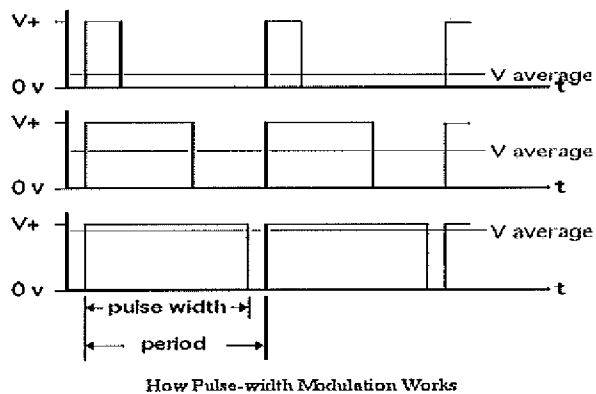 V+
V average
0 v
t
V+
V average
0 v
t
V+
V average
0 v
t
pulse width
period
How Pulse-width Modulation Works